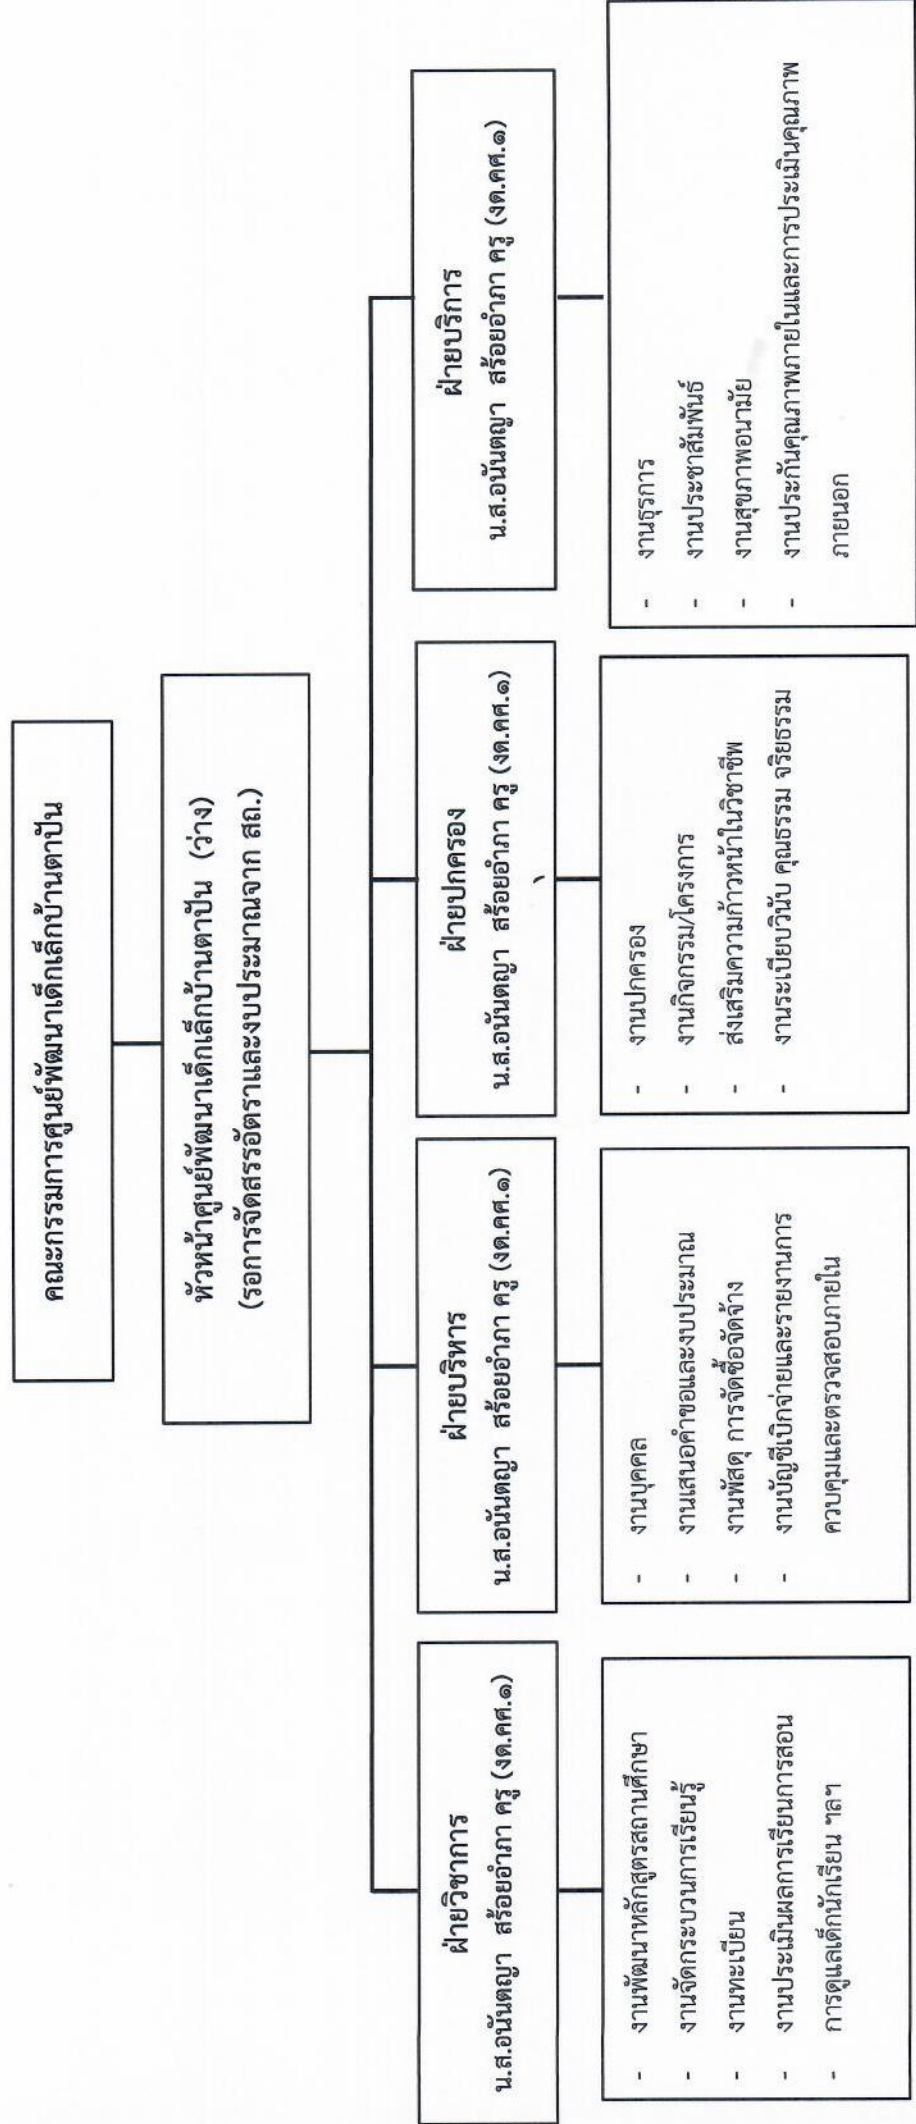 คณะกรรมการศูนย์พัฒนาเด็กเล็กบ้านตาปัน
หัวหน้าศูนย์พัฒนาเด็กเล็กบ้านตาปัน (ว่าง)
(รอการจัดสรรอัตราและงบประมาณจาก สถ.)
ฝ่ายวิชาการ
น.ส.อนันตญา สร้อยอำภา ครู (งด.คศ.๑)
- งานพัฒนาหลักสูตรสถานศึกษา
- งานจัดกระบวนการเรียนรู้
- งานทะเบียน
- งานประเมินผลการเรียนการสอน
- การดูแลเด็กนักเรียน ฯลฯ
ฝ่ายบริหาร
น.ส.อนันตญา สร้อยอำภา ครู (งด.คศ.๑)
- งานบุคคล
- งานเสนอคำขอและงบประมาณ
- งานพัสดุ การจัดซื้อจัดจ้าง
- งานบัญชีเบิกจ่ายและรายงานการ
ควบคุมและตรวจสอบภายใน
ฝ่ายปกครอง
น.ส.อนันตญา สร้อยอำภา ครู (งด.คศ.๑)
- งานปกครอง
- งานกิจกรรม/โครงการ
ส่งเสริมความก้าวหน้าในวิชาชีพ
- งานระเบียบวินับ คุณธรรม จริยธรรม
ฝ่ายบริการ
น.ส.อนันตญา สร้อยอำภา ครู (งด.คศ.๑)
- งานธุรการ
- งานประชาสัมพันธ์
- งานสุขภาพอนามัย
- งานประกันคุณภาพภายในและการประเมินคุณภาพ
ภายนอก